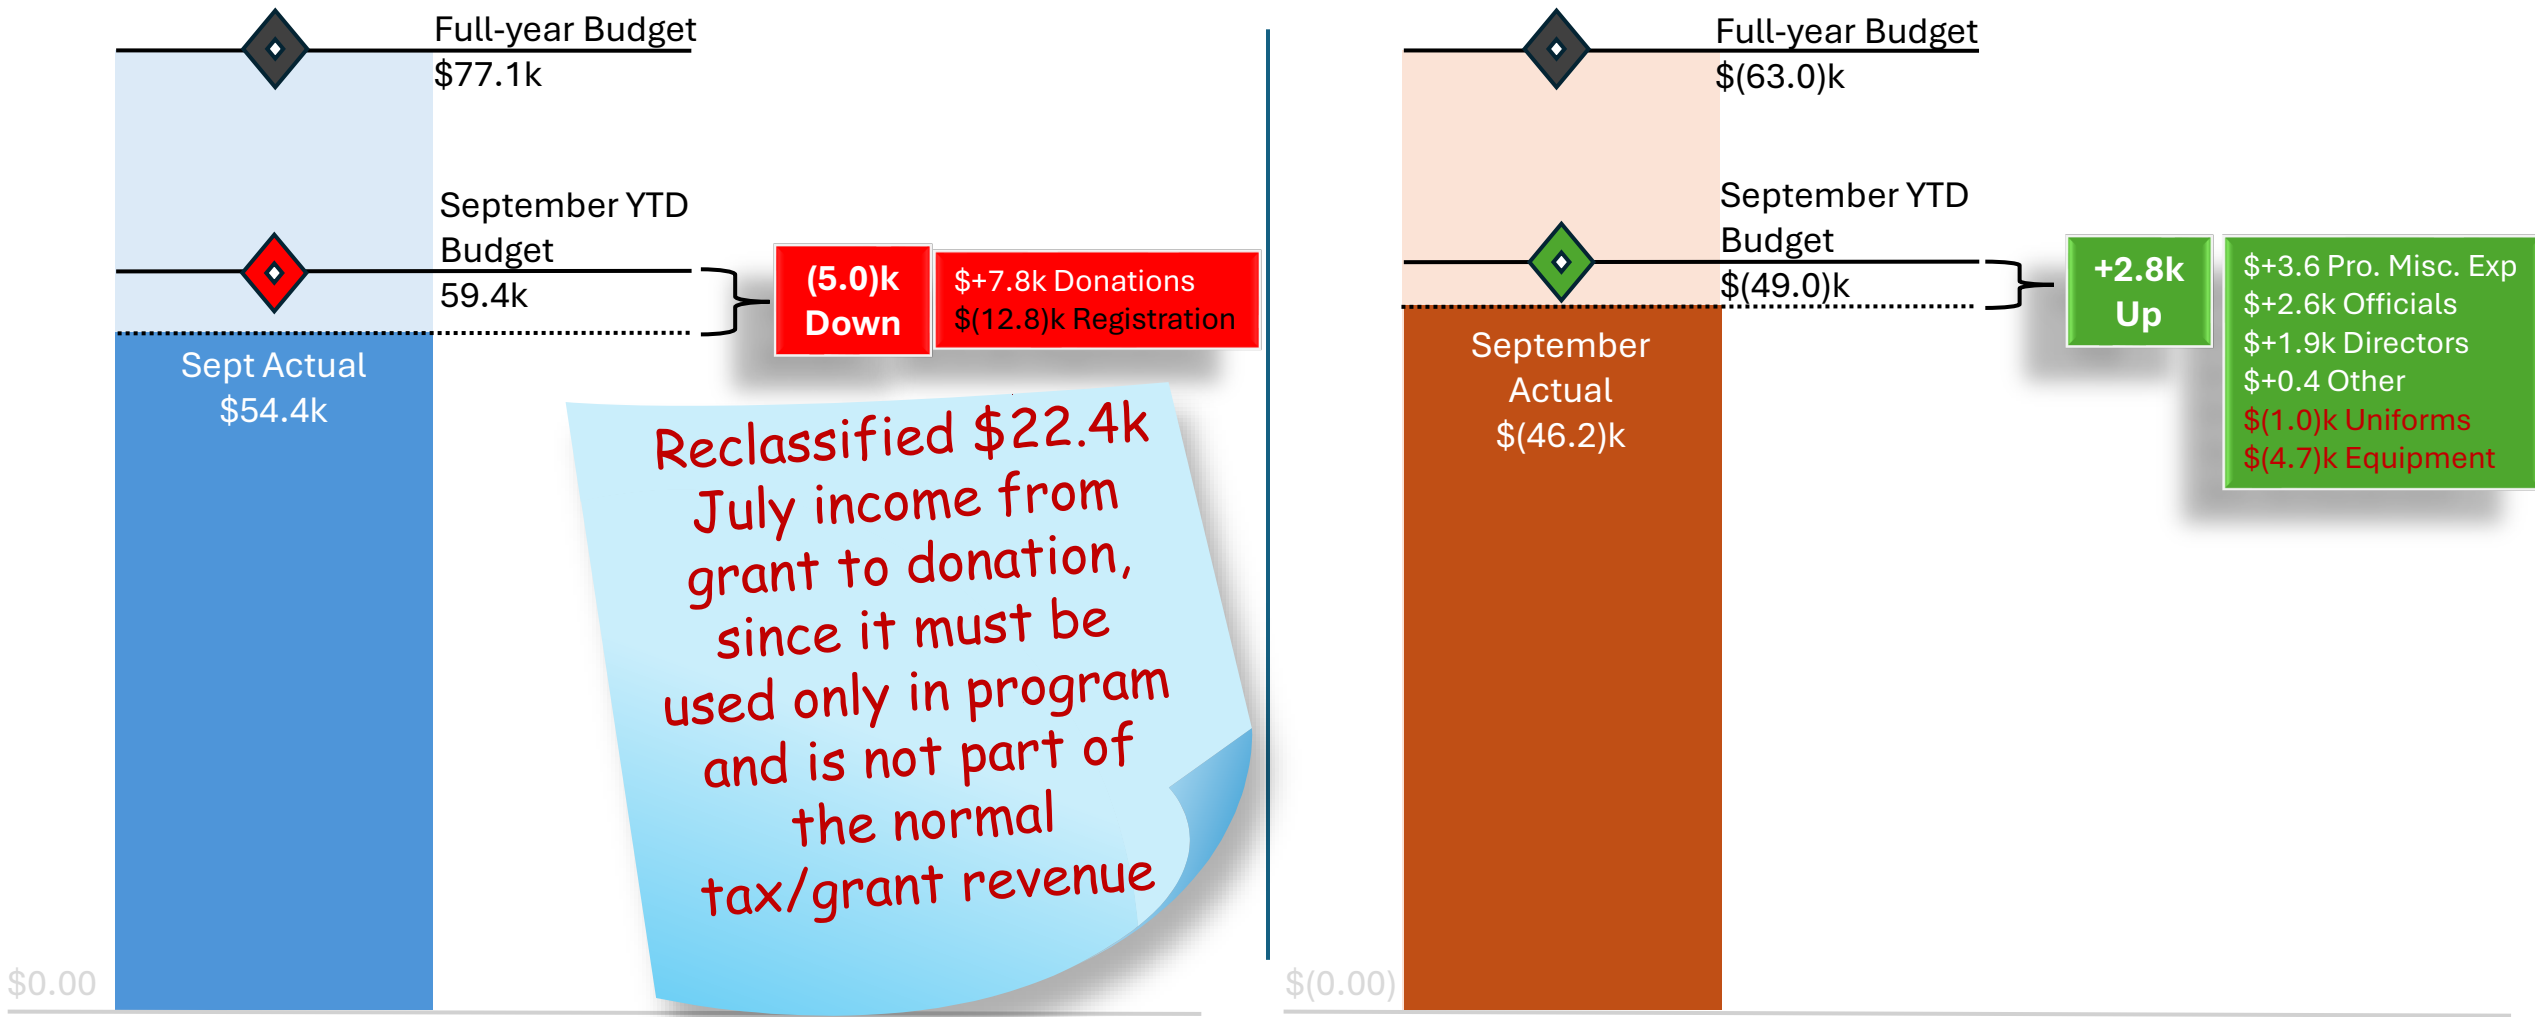 Full-year Budget
$77.1k
September YTD
Budget
59.4k
(5.0)k
Down
$+7.8k Donations
$(12.8)k Registration
Sept Actual
$54.4k
Reclassified $22.4k
July income from
grant to donation,
since it must be
used only in program
and is not part of
the normal
tax/grant revenue
$0.00
Full-year Budget
$(63.0)k
September YTD
Budget
$(49.0)k
+2.8k
Up
$+3.6 Pro. Misc. Exp
$+2.6k Officials
$+1.9k Directors
$+0.4 Other
$(1.0)k Uniforms
$(4.7)k Equipment
September
Actual
$(46.2)k
$(0.00)